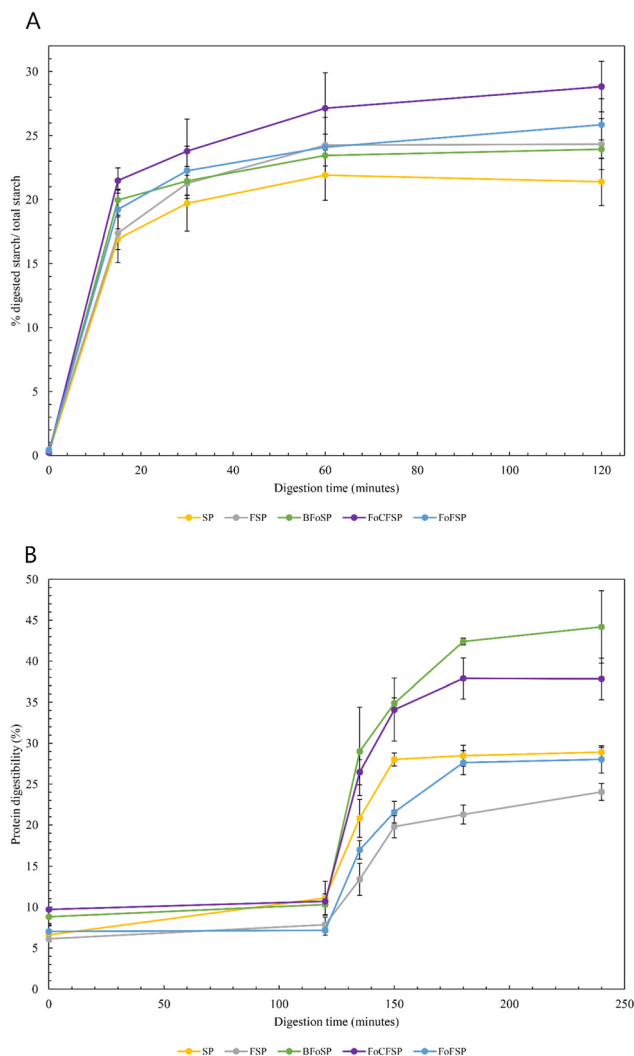 A
% digested starch/ total starch
30
25
20
15
10
5
0
0 20 40 60 80 100 120
Digestion time (minutes)
SP FSP BFoSP FoCFSP FoFSP
B
Protein digestibility (%)
50
45
40
35
30
25
20
15
10
5
0
0 50 100 150 200 250
Digestion time (minutes)
SP FSP BFoSP FoCFSP FoFSP